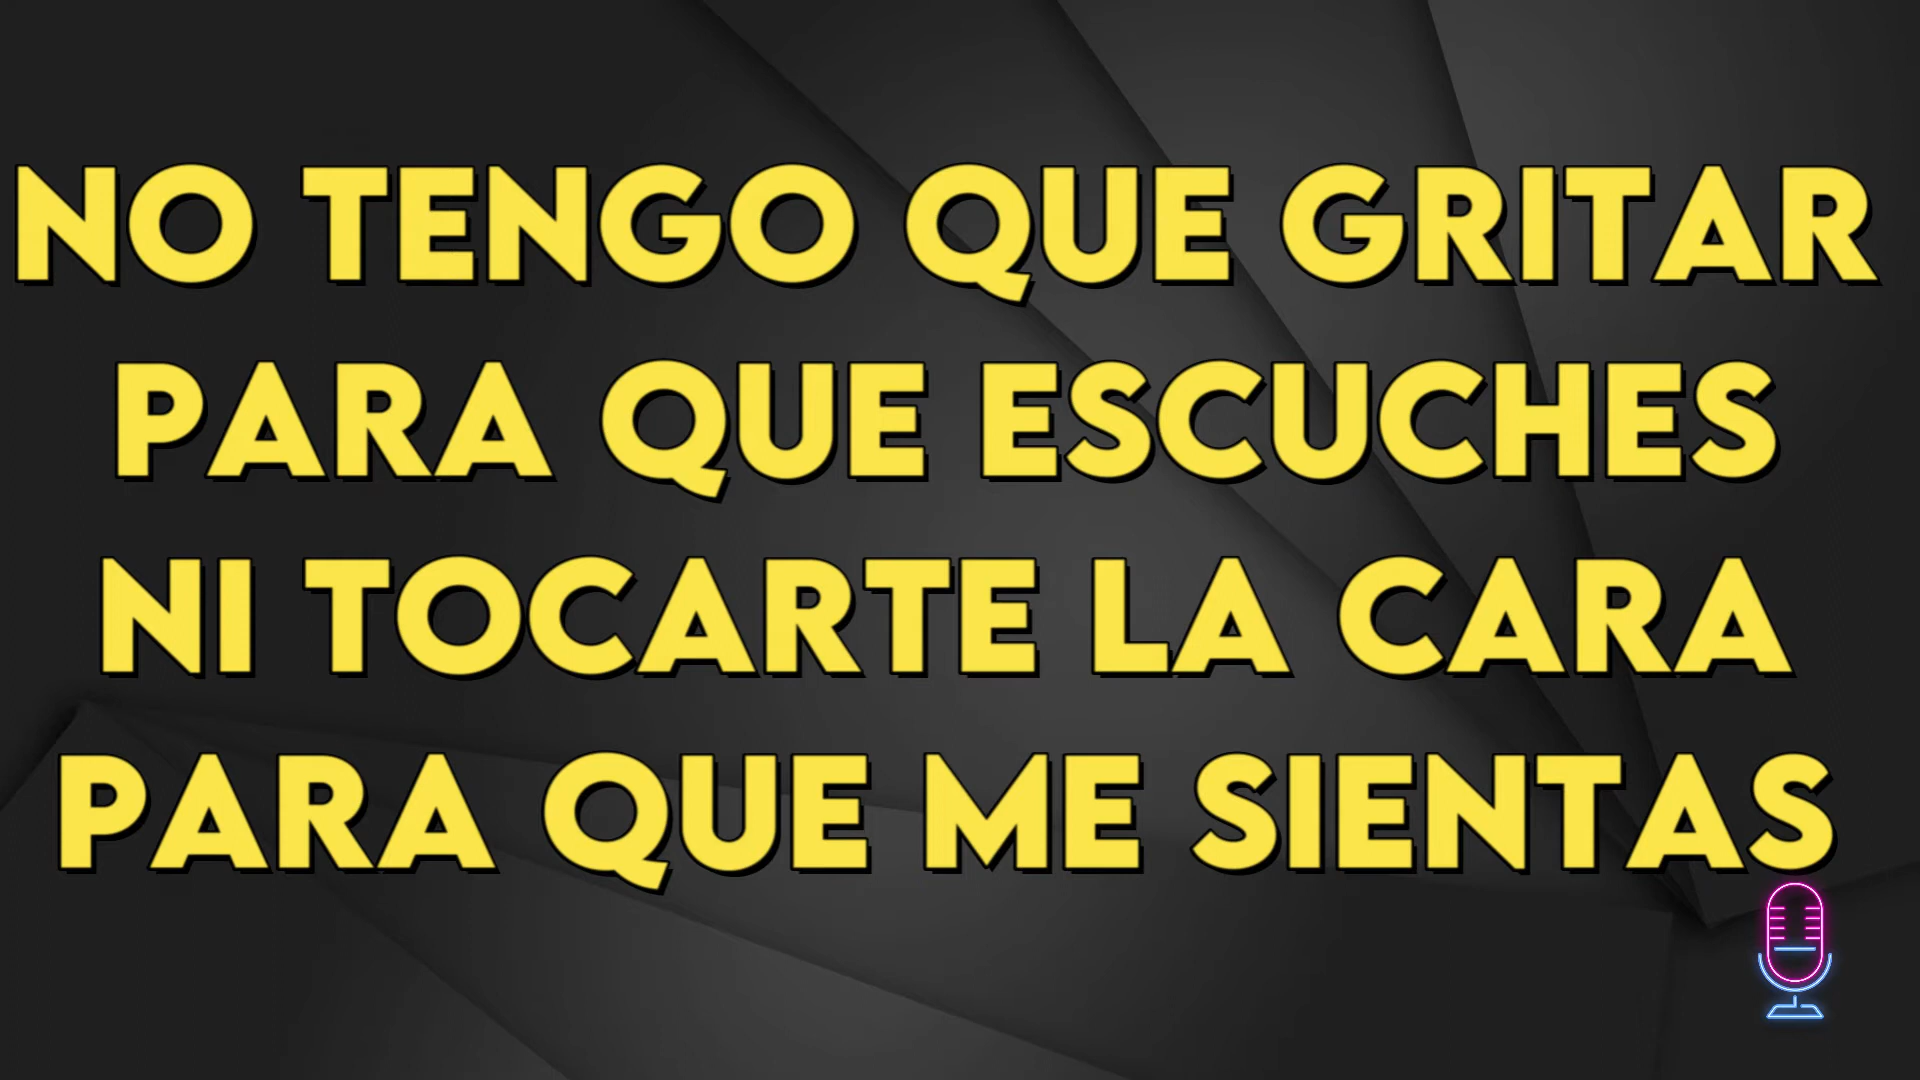 NO TENGO QUE GRITAR
PARA QUE ESCUCHES
NI TOCARTE LA CARA
PARA QUE ME SIENTAS